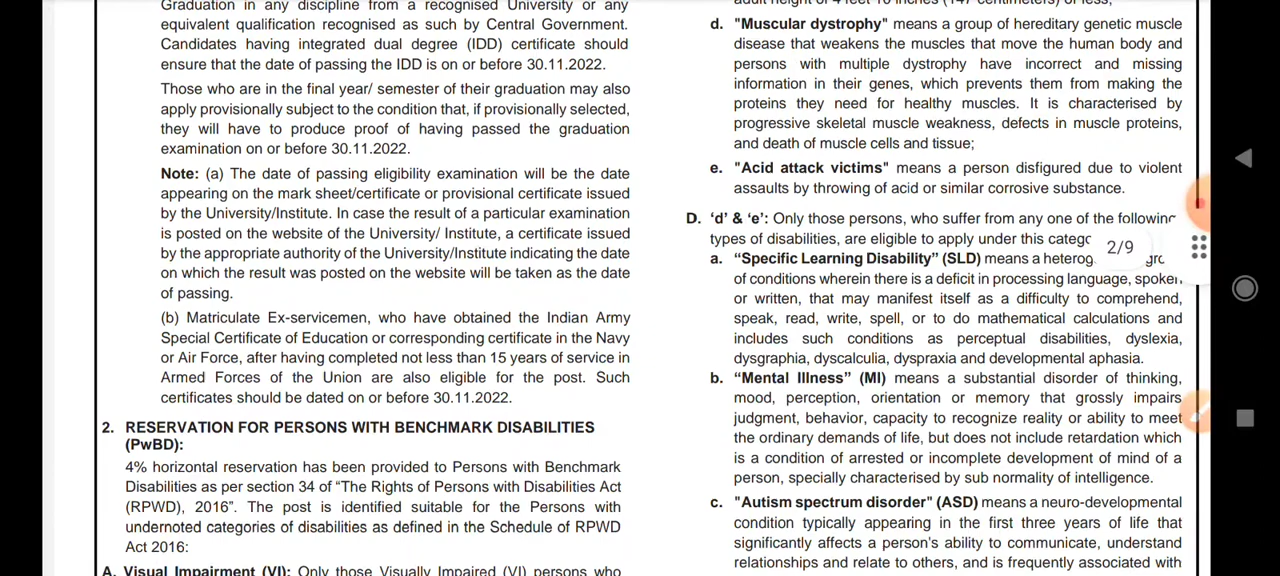 Graduation in any discipline from a recognised University or any
equivalent qualification recognised as such by Central Government.
Candidates having integrated dual degree (IDD) certificate should
ensure that the date of passing the IDD is on or before 30.11.2022.
Those who are in the final year/ semester of their graduation may also
apply provisionally subject to the condition that, if provisionally selected,
they will have to produce proof of having passed the graduation
examination on or before 30.11.2022.
Note: (a) The date of passing eligibility examination will be the date
appearing on the mark sheet/certificate or provisional certificate issued
by the University/Institute. In case the result of a particular examination
is posted on the website of the University/ Institute, a certificate issued
by the appropriate authority of the University/Institute indicating the date
on which the result was posted on the website will be taken as the date
of passing.
(b) Matriculate Ex-servicemen, who have obtained the Indian Army
Special Certificate of Education or corresponding certificate in the Navy
or Air Force, after having completed not less than 15 years of service in
Armed Forces of the Union are also eligible for the post. Such
certificates should be dated on or before 30.11.2022.
2. RESERVATION FOR PERSONS WITH BENCHMARK DISABILITIES
(PwBD):
4% horizontal reservation has been provided to Persons with Benchmark
Disabilities as per section 34 of “The Rights of Persons with Disabilities Act
(RPWD), 2016”. The post is identified suitable for the Persons with
undernoted categories of disabilities as defined in the Schedule of RPWD
Act 2016:
A. Visual Impairment (VI): Only those Visually Impaired (VI) persons who
d. "Muscular dystrophy" means a group of hereditary genetic muscle
disease that weakens the muscles that move the human body and
persons with multiple dystrophy have incorrect and missing
information in their genes, which prevents them from making the
proteins they need for healthy muscles. It is characterised by
progressive skeletal muscle weakness, defects in muscle proteins,
and death of muscle cells and tissue;
e. "Acid attack victims" means a person disfigured due to violent
assaults by throwing of acid or similar corrosive substance.
D. ‘d’ & ‘e’: Only those persons, who suffer from any one of the following
types of disabilities, are eligible to apply under this categ
2/9
a. “Specific Learning Disability” (SLD) means a heterog
of conditions wherein there is a deficit in processing language, spoken
or written, that may manifest itself as a difficulty to comprehend,
speak, read, write, spell, or to do mathematical calculations and
includes such conditions as perceptual disabilities, dyslexia,
dysgraphia, dyscalculia, dyspraxia and developmental aphasia.
b. “Mental Illness” (MI) means a substantial disorder of thinking,
mood, perception, orientation or memory that grossly impairs
judgment, behavior, capacity to recognize reality or ability to meet
the ordinary demands of life, but does not include retardation which
is a condition of arrested or incomplete development of mind of a
person, specially characterised by sub normality of intelligence.
c. "Autism spectrum disorder" (ASD) means a neuro-developmental
condition typically appearing in the first three years of life that
significantly affects a person's ability to communicate, understand
relationships and relate to others, and is frequently associated with